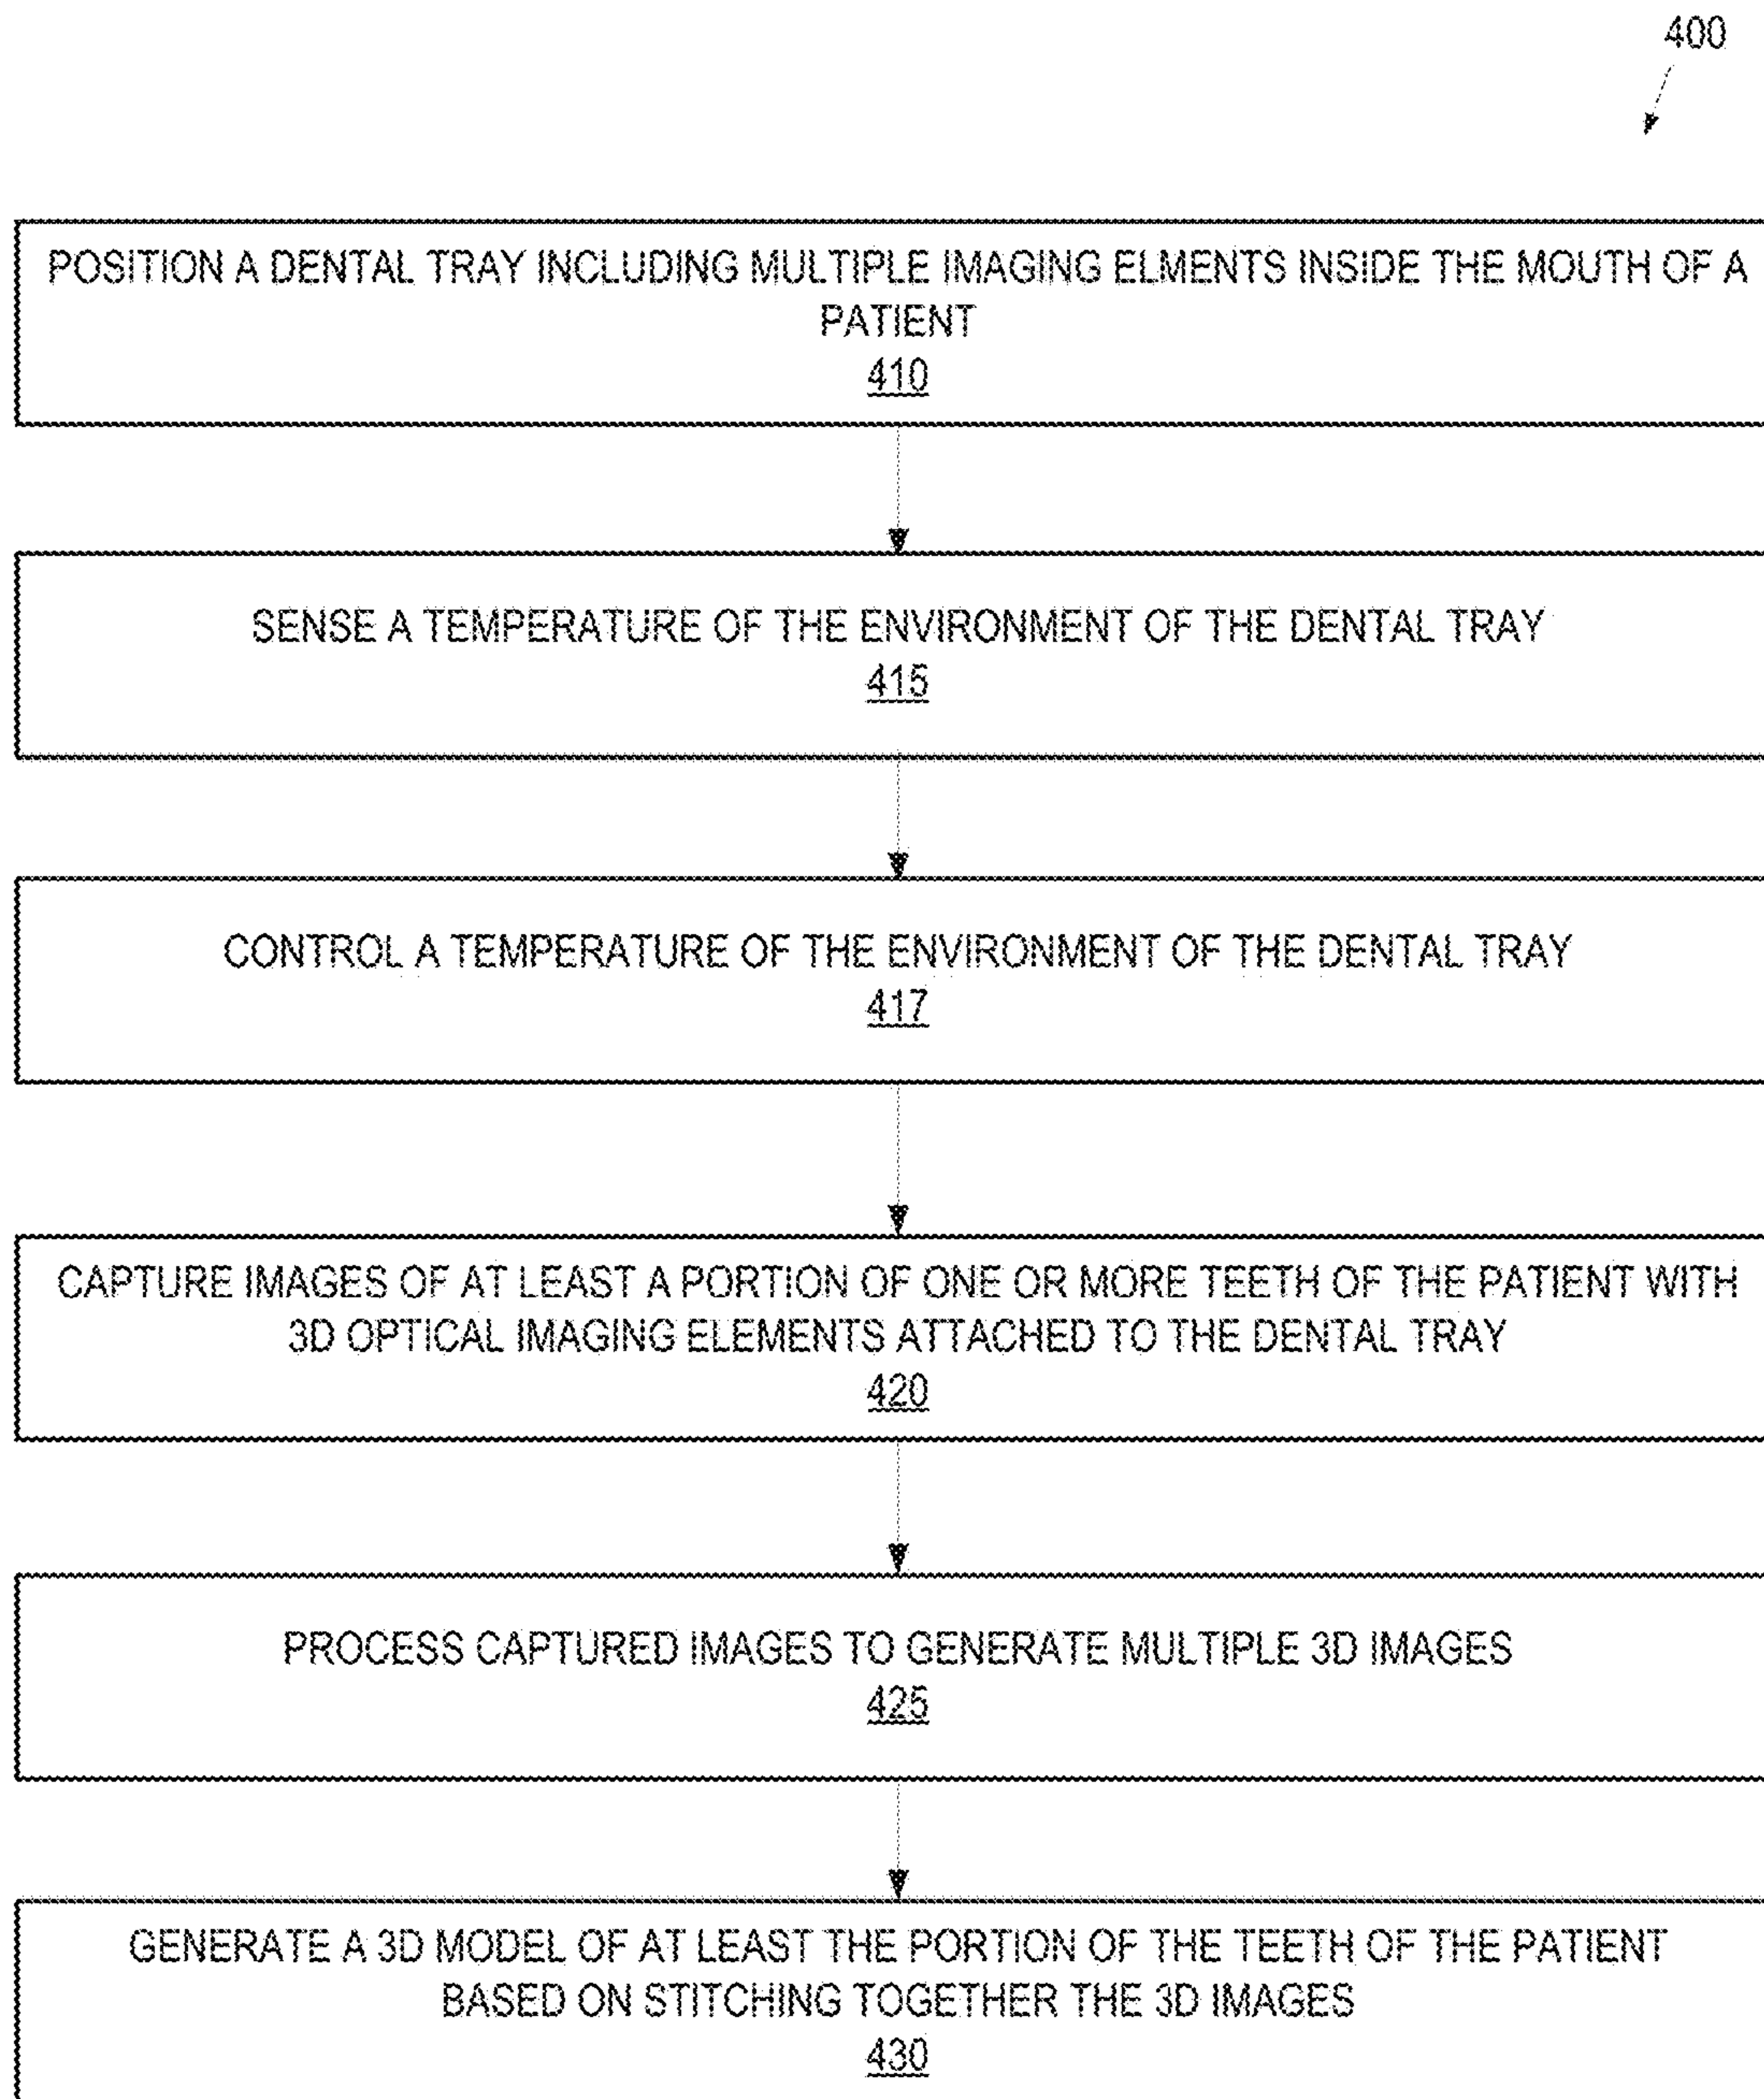 400
POSITION A DENTAL TRAY INCLUDING MULTIPLE IMAGING ELMENTS INSIDE THE MOUTH OF A
PATIENT
410
SENSE A TEMPERATURE OF THE ENVIRONMENT OF THE DENTAL TRAY
415
CONTROL A TEMPERATURE OF THE ENVIRONMENT OF THE DENTAL TRAY
417
CAPTURE IMAGES OF AT LEAST A PORTION OF ONE OR MORE TEETH OF THE PATIENT WITH
3D OPTICAL IMAGING ELEMENTS ATTACHED TO THE DENTAL TRAY
420
PROCESS CAPTURED IMAGES TO GENERATE MULTIPLE 3D IMAGES
425
GENERATE A 3D MODEL OF AT LEAST THE PORTION OF THE TEETH OF THE PATIENT
BASED ON STITCHING TOGETHER THE 3D IMAGES
430